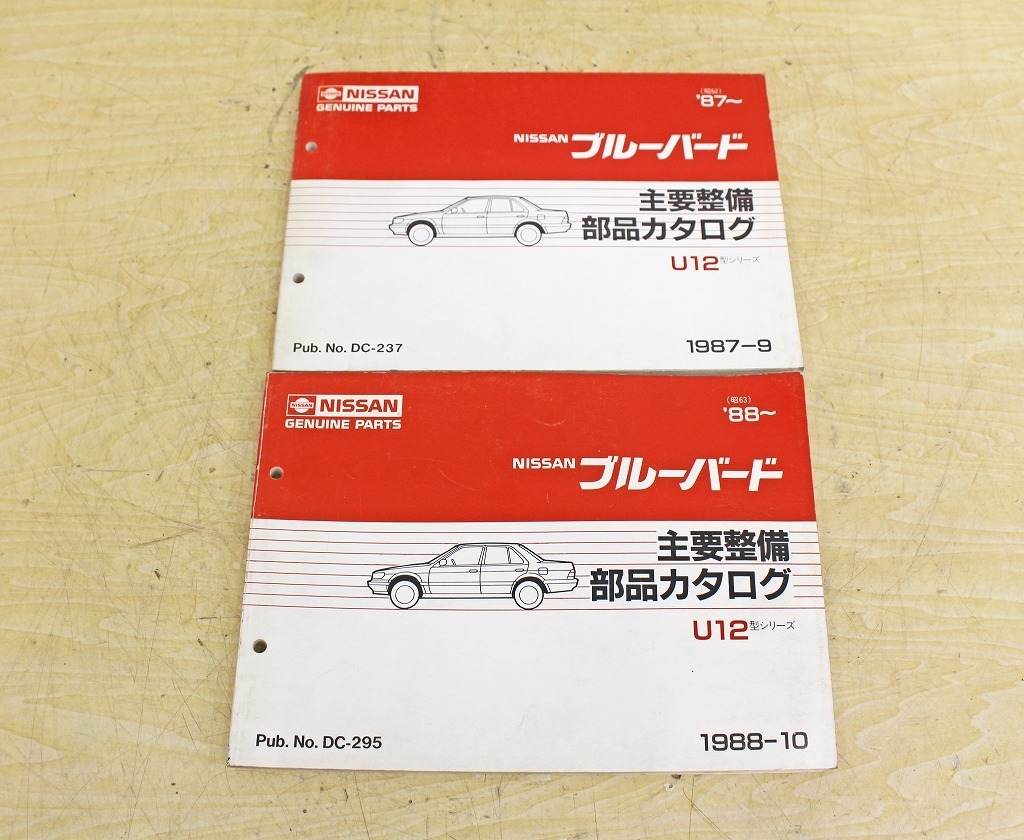 NISSAN NISSAN
GENUINE PARTS
(昭62)
'87~
NISSAN ブルーバード
主要整備
部品カタログ
U12型シリーズ
Pub. No. DC-237
1987-9
NISSAN NISSAN
GENUINE PARTS
(昭63)
'88~
NISSAN ブルーバード
主要整備
部品カタログ
U12型シリーズ
Pub. No. DC-295
1988-10